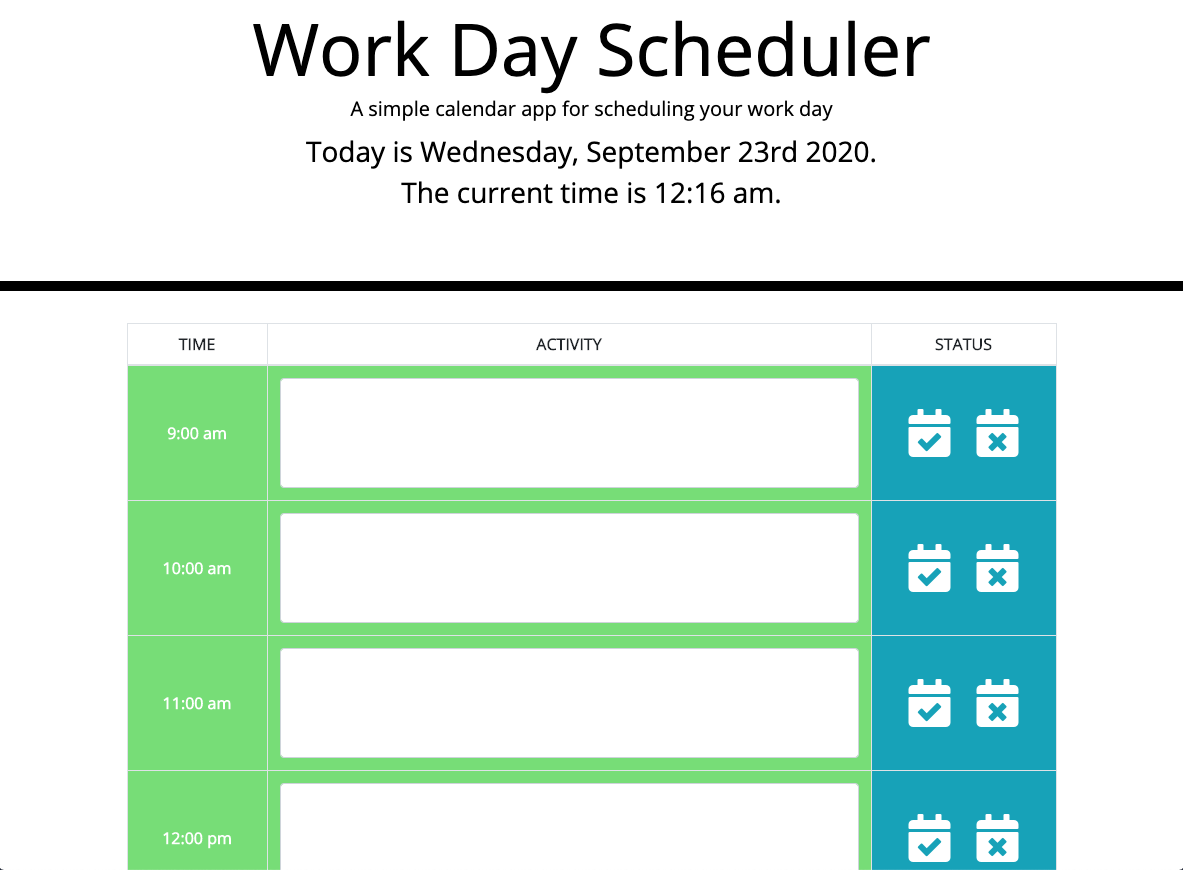 Work Day Scheduler
A simple calendar app for scheduling your work day
Today is Wednesday, September 23rd 2020.
The current time is 12:16 am.
TIME ACTIVITY STATUS
9:00 am
10:00 am
11:00 am
12:00 pm